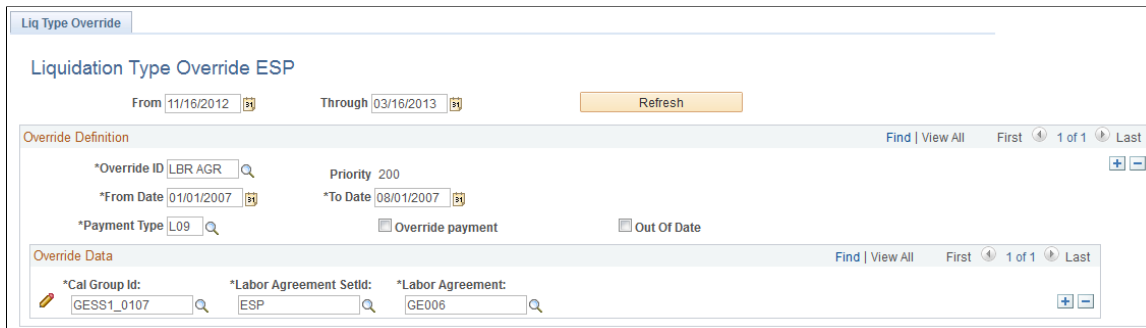 Liq Type Override
Liquidation Type Override ESP
From 11/16/2012 Through 03/16/2013 Refresh
Override Definition Find | View All First 1 of 1 Last
*Override ID LBR AGR Priority 200
*From Date 01/01/2007 *To Date 08/01/2007
*Payment Type L09 Override payment Out Of Date
Override Data Find | View All First 1 of 1 Last
*Cal Group Id: *Labor Agreement SetId: *Labor Agreement:
GESS1_0107 ESP GE006